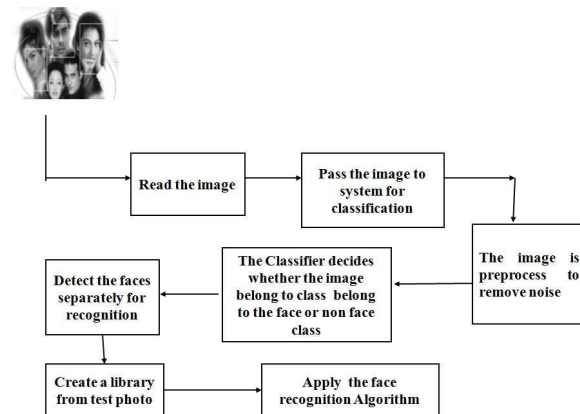 Read the image
Pass the image to
system for
classification
The image is
preprocess to
remove noise
The Classifier decides
whether the image
belong to class belong
to the face or non face
class
Detect the faces
separately for
recognition
Create a library
from test photo
Apply the face
recognition Algorithm